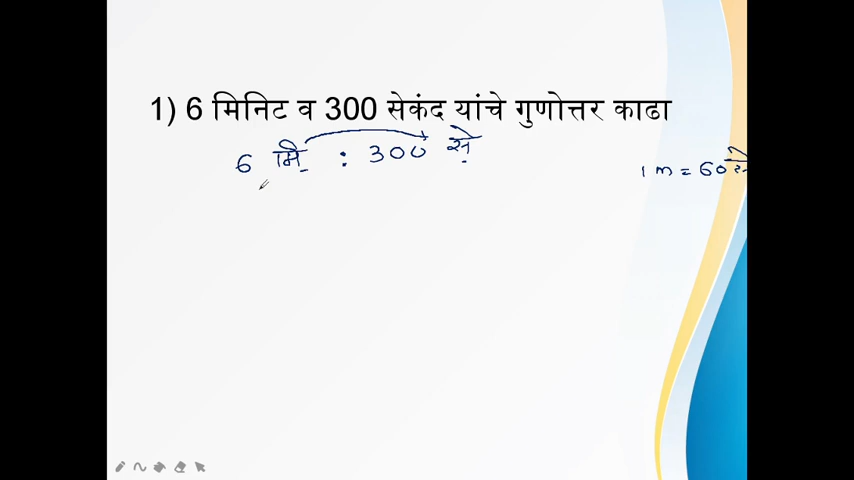 1) 6 मिनिट व 300 सेकंद यांचे गुणोत्तर काढा
6 मि. : 300 से.
1 m = 60 से